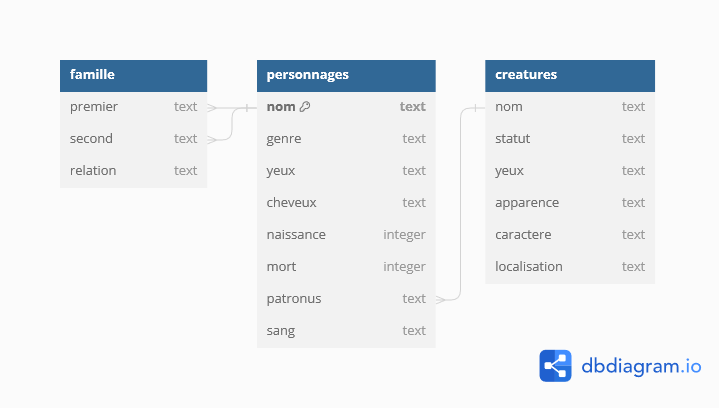 famille
premier text
second text
relation text
personnages
nom text
genre text
yeux text
cheveux text
naissance integer
mort integer
patronus text
sang text
creatures
nom text
statut text
yeux text
apparence text
caractere text
localisation text
dbdiagram.io